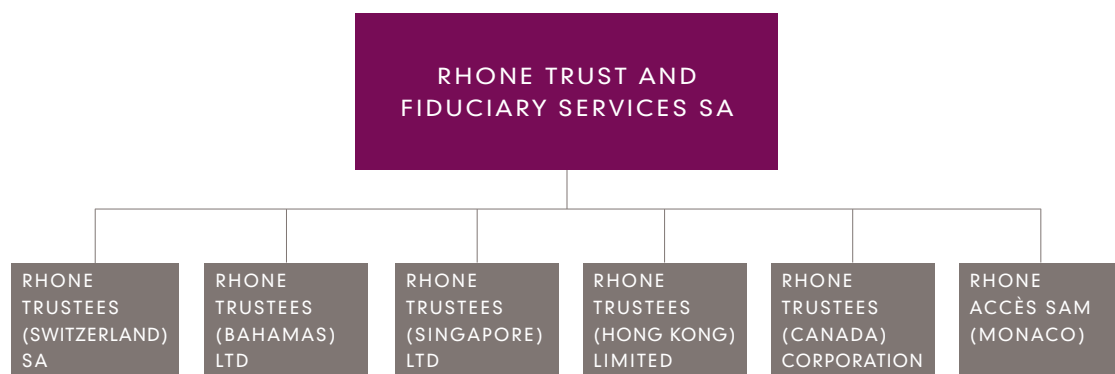 RHONE TRUST AND
FIDUCIARY SERVICES SA
RHONE
TRUSTEES
(SWITZERLAND)
SA
RHONE
TRUSTEES
(BAHAMAS)
LTD
RHONE
TRUSTEES
(SINGAPORE)
LTD
RHONE
TRUSTEES
(HONG KONG)
LIMITED
RHONE
TRUSTEES
(CANADA)
CORPORATION
RHONE
ACCÈS SAM
(MONACO)